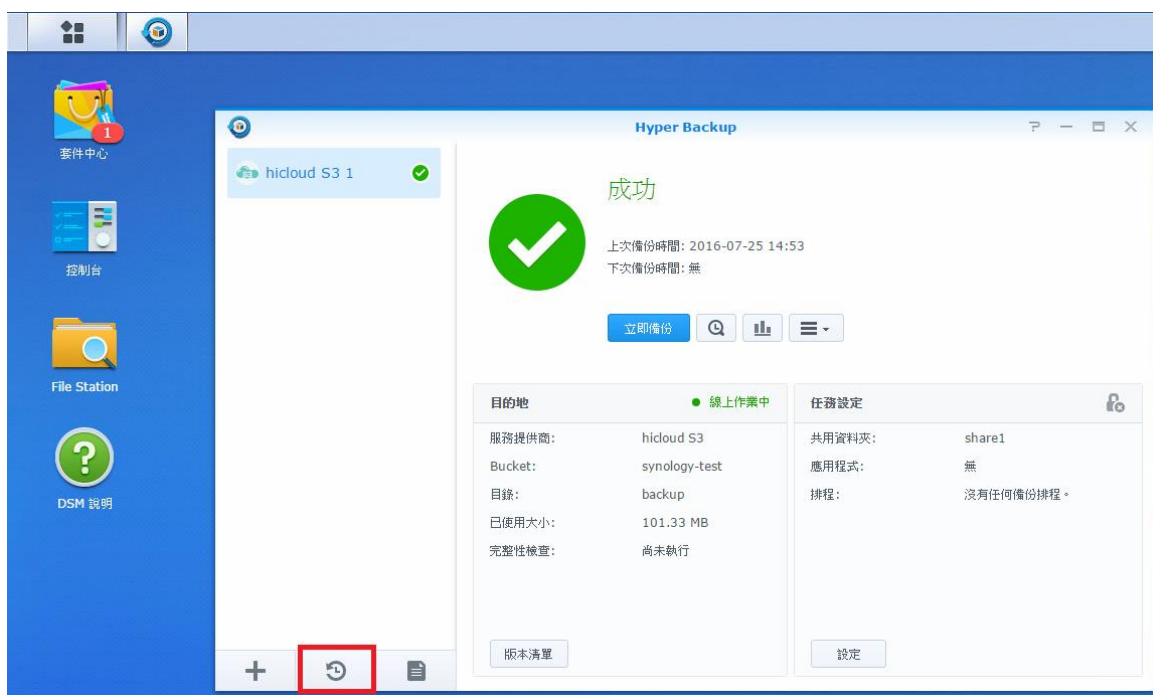 1
套件中心
控制台
File Station
DSM 說明
Hyper Backup
hicloud S3 1
成功
上次備份時間: 2016-07-25 14:53
下次備份時間: 無
立即備份
目的地 線上作業中
服務提供商: hicloud S3
Bucket: synology-test
目錄: backup
已使用大小: 101.33 MB
完整性檢查: 尚未執行
版本清單
任務設定
共用資料夾: share1
應用程式: 無
排程: 沒有任何備份排程。
設定